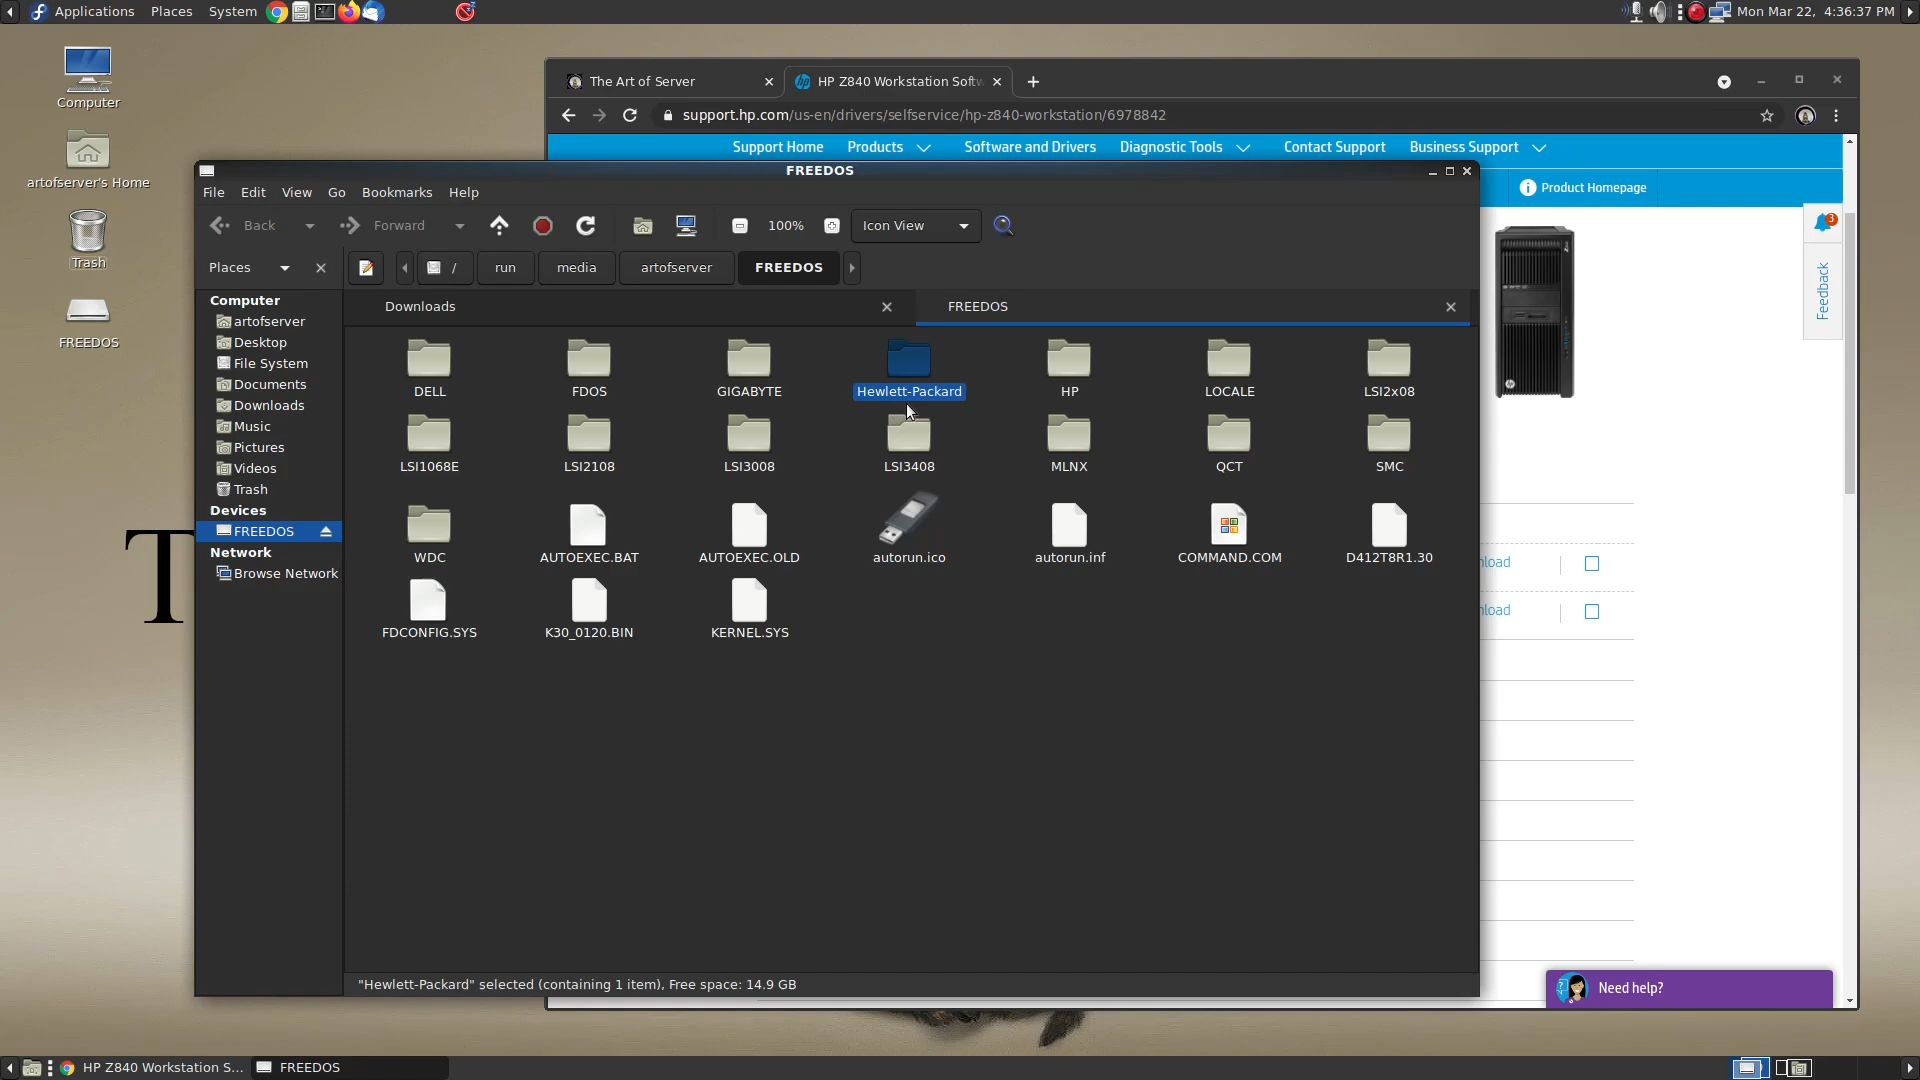 Applications Places System
Mon Mar 22, 4:36:37 PM
Computer
artofserver's Home
Trash
FREEDOS
T
The Art of Server
HP Z840 Workstation Softw
support.hp.com/us-en/drivers/selfservice/hp-z840-workstation/6978842
Support Home Products Software and Drivers Diagnostic Tools Contact Support Business Support
Product Homepage
3
Feedback
FREEDOS
File Edit View Go Bookmarks Help
Back Forward 100% Icon View
Places / run media artofserver FREEDOS
Downloads FREEDOS
Computer
artofserver
Desktop
File System
Documents
Downloads
Music
Pictures
Videos
Trash
Devices
FREEDOS
Network
Browse Network
DELL FDOS GIGABYTE Hewlett-Packard HP LOCALE LSI2x08
LSI1068E LSI2108 LSI3008 LSI3408 MLNX QCT SMC
WDC AUTOEXEC.BAT AUTOEXEC.OLD autorun.ico autorun.inf COMMAND.COM D412T8R1.30
FDCONFIG.SYS K30_0120.BIN KERNEL.SYS
nload
nload
"Hewlett-Packard" selected (containing 1 item), Free space: 14.9 GB
Need help?
HP Z840 Workstation S... FREEDOS